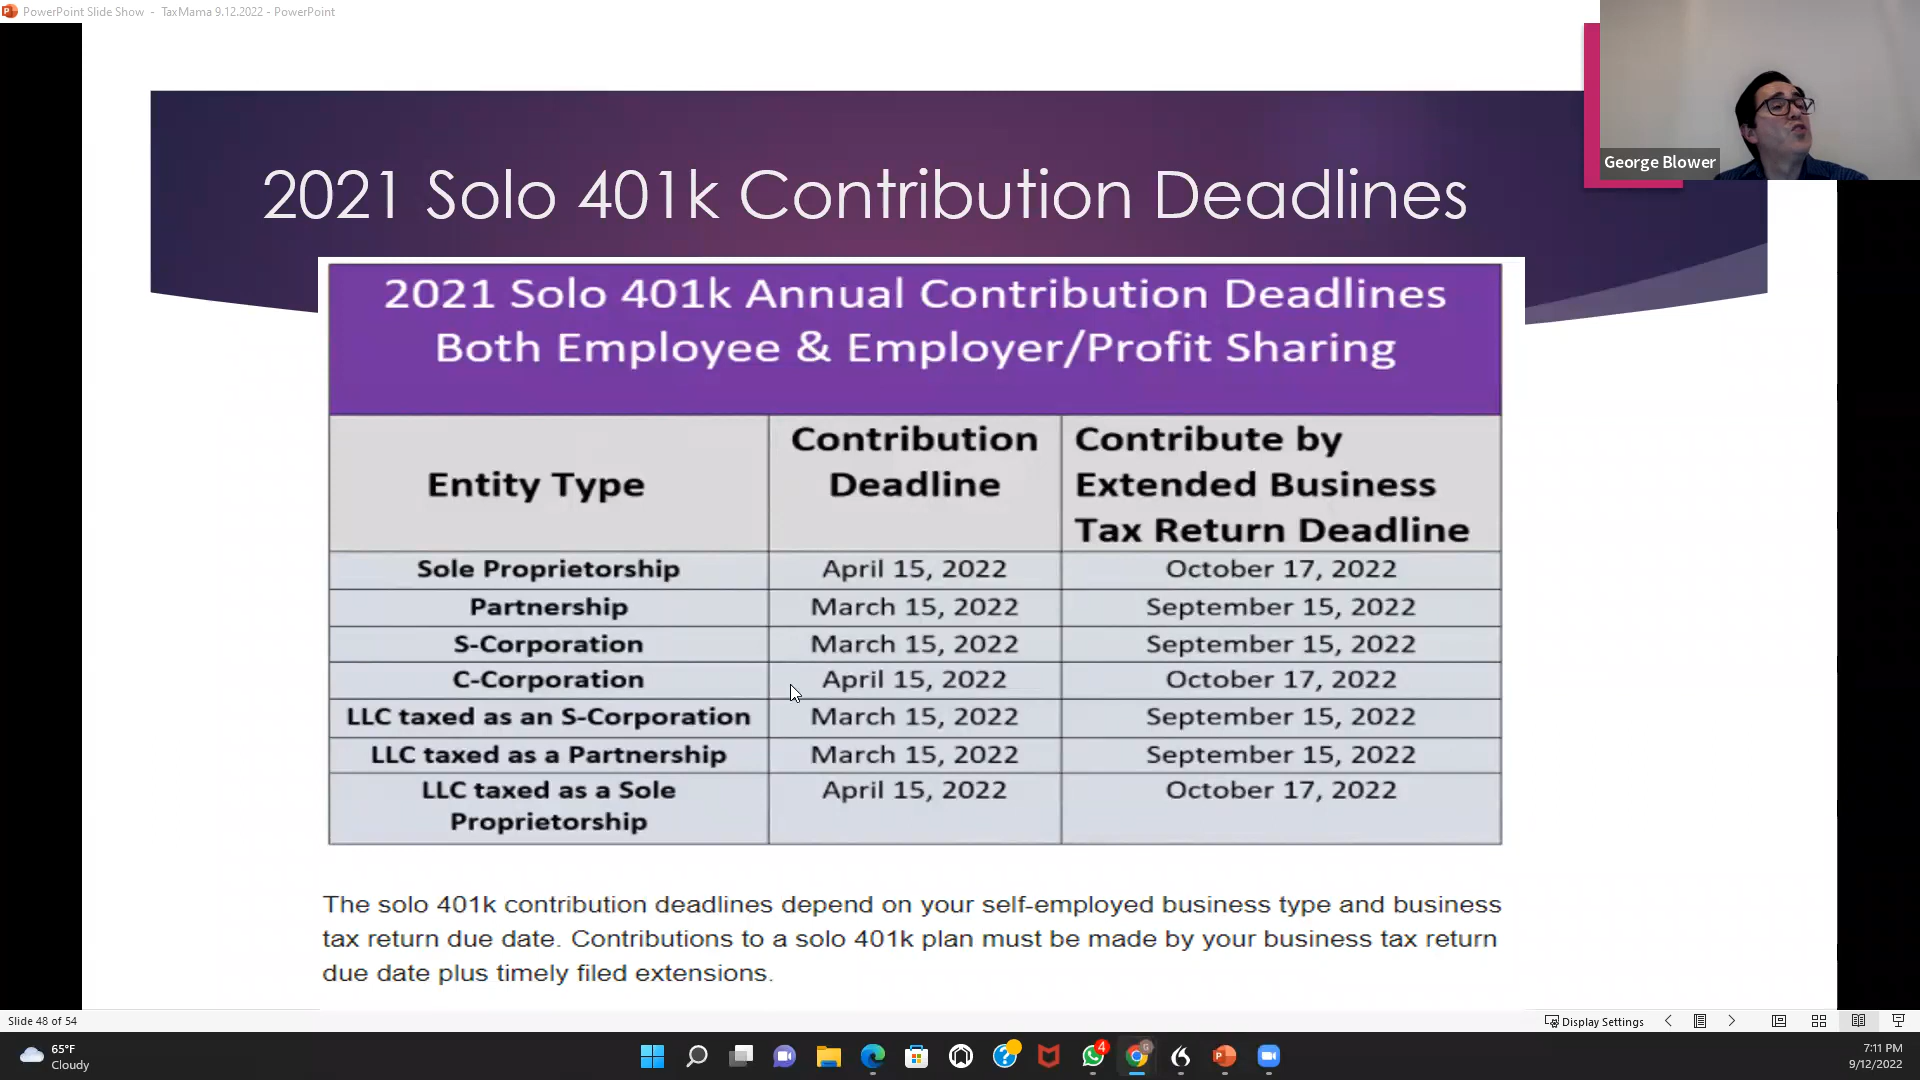 PowerPoint Slide Show - TaxMama 9.12.2022 - PowerPoint
George Blower
2021 Solo 401k Contribution Deadlines
2021 Solo 401k Annual Contribution Deadlines
Both Employee & Employer/Profit Sharing
Entity Type
Contribution
Deadline
Contribute by
Extended Business
Tax Return Deadline
Sole Proprietorship April 15, 2022 October 17, 2022
Partnership March 15, 2022 September 15, 2022
S-Corporation March 15, 2022 September 15, 2022
C-Corporation April 15, 2022 October 17, 2022
LLC taxed as an S-Corporation March 15, 2022 September 15, 2022
LLC taxed as a Partnership March 15, 2022 September 15, 2022
LLC taxed as a Sole April 15, 2022 October 17, 2022
Proprietorship
The solo 401k contribution deadlines depend on your self-employed business type and business
tax return due date. Contributions to a solo 401k plan must be made by your business tax return
due date plus timely filed extensions.
Slide 48 of 54
Display Settings
65°F
Cloudy
4
G
7:11 PM
9/12/2022